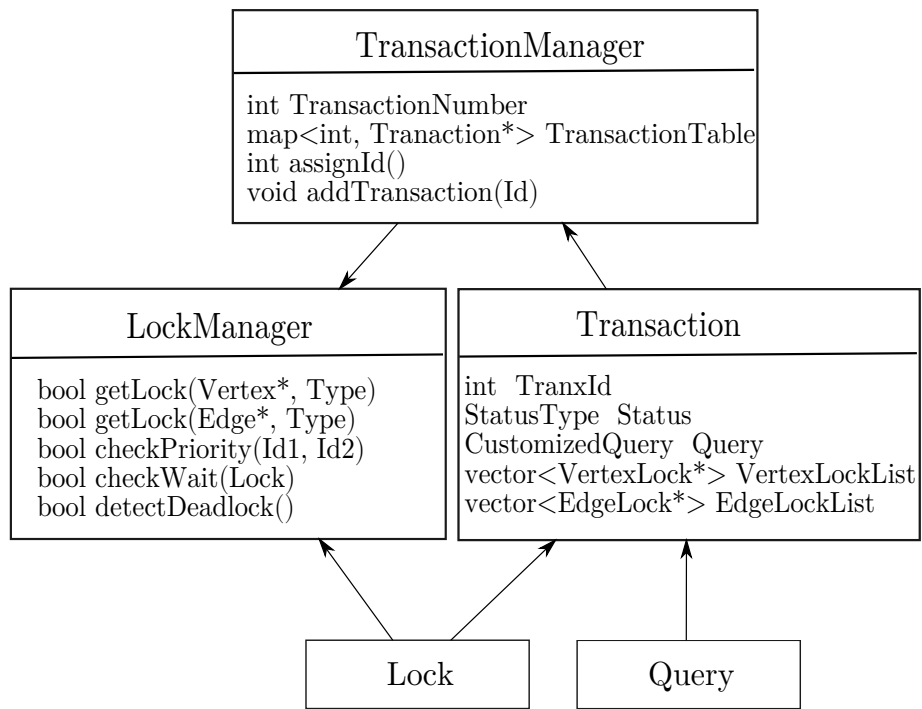 TransactionManager
int TransactionNumber
map<int, Tranaction*> TransactionTable
int assignId()
void addTransaction(Id)
LockManager
bool getLock(Vertex*, Type)
bool getLock(Edge*, Type)
bool checkPriority(Id1, Id2)
bool checkWait(Lock)
bool detectDeadlock()
Transaction
int TranxId
StatusType Status
CustomizedQuery Query
vector<VertexLock*> VertexLockList
vector<EdgeLock*> EdgeLockList
Lock
Query